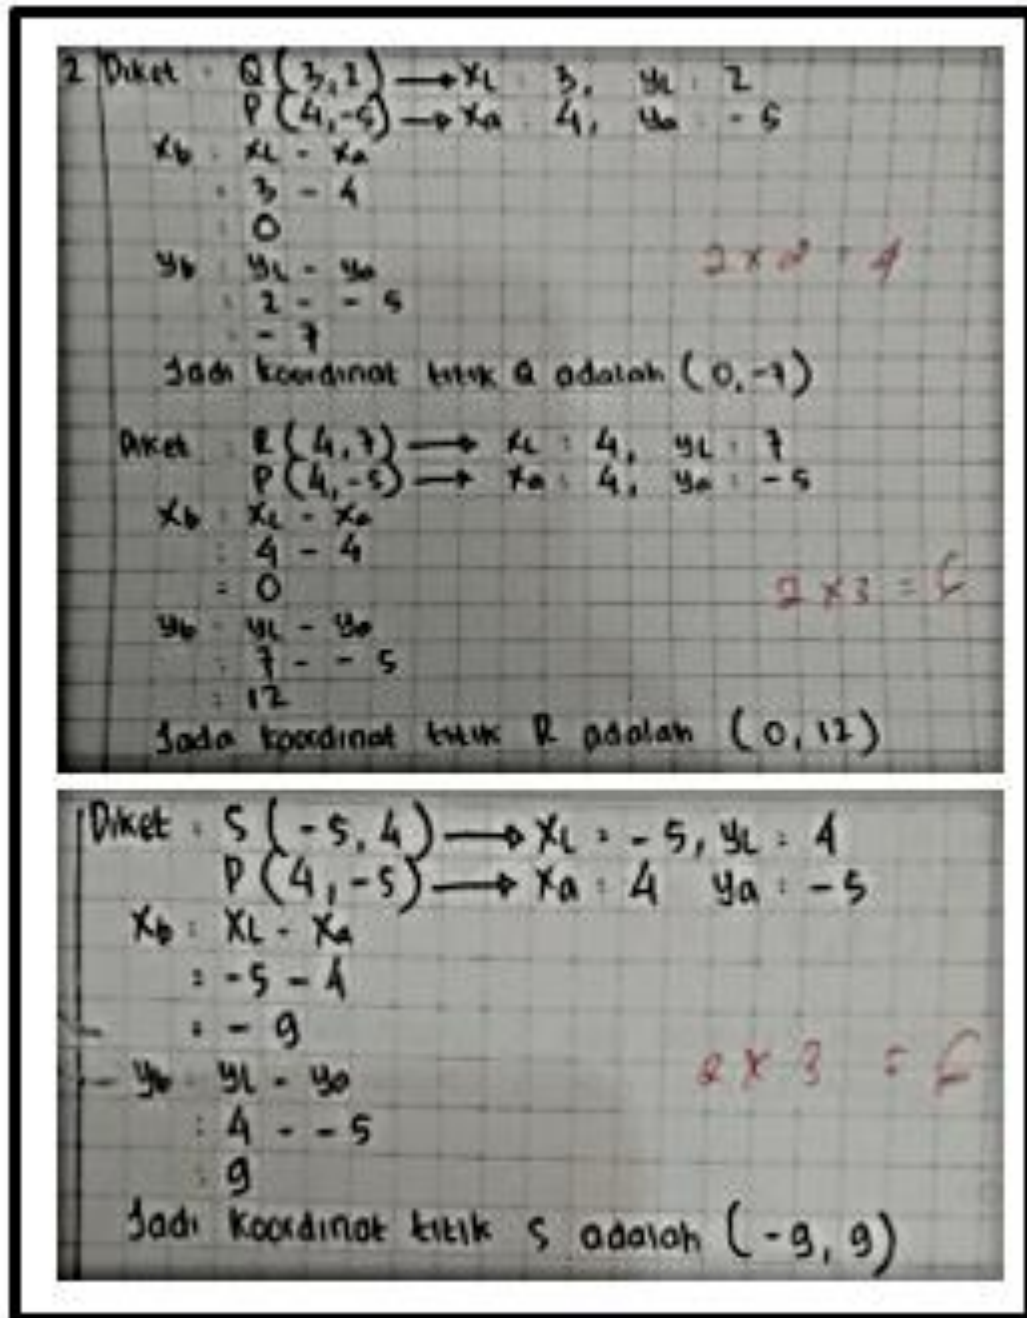 2 Diket : Q (3,2) → xL : 3, yL : 2
P (4,-5) → xa : 4, ya : -5
xb : xL - xa
: 3 - 4
: 0
yb : yL - ya
: 2 - - 5
: - 7
2 x 2 = 4
Jadi koordinat titik Q adalah (0,-7)
Diket : R (4,7) → xL : 4, yL : 7
P (4,-5) → xa : 4, ya : -5
xb : xL - xa
: 4 - 4
= 0
2 x 3 = 6
yb : yL - ya
: 7 - - 5
: 12
Jada koordinat titik R adalah (0,12)
Diket : S (-5,4) → xL = -5, yL : 4
P (4,-5) → xa : 4 ya : -5
xb : xL - xa
: -5 - 4
: - 9
2 x 3 = 6
yb : yL - ya
: 4 - - 5
: 9
Jadi koordinat titik S adalah (-9, 9)